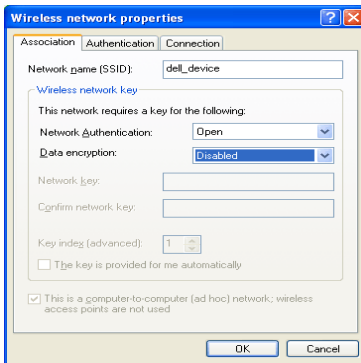 Wireless network properties
Association
Authentication
Connection
Network name (SSID):
dell_device
Wireless network key
This network requires a key for the following:
Network Authentication:
Open
Data encryption:
Disabled
Network key:
Confirm network key:
Key index (advanced):
1
The key is provided for me automatically
This is a computer-to-computer (ad hoc) network; wireless
access points are not used
OK
Cancel